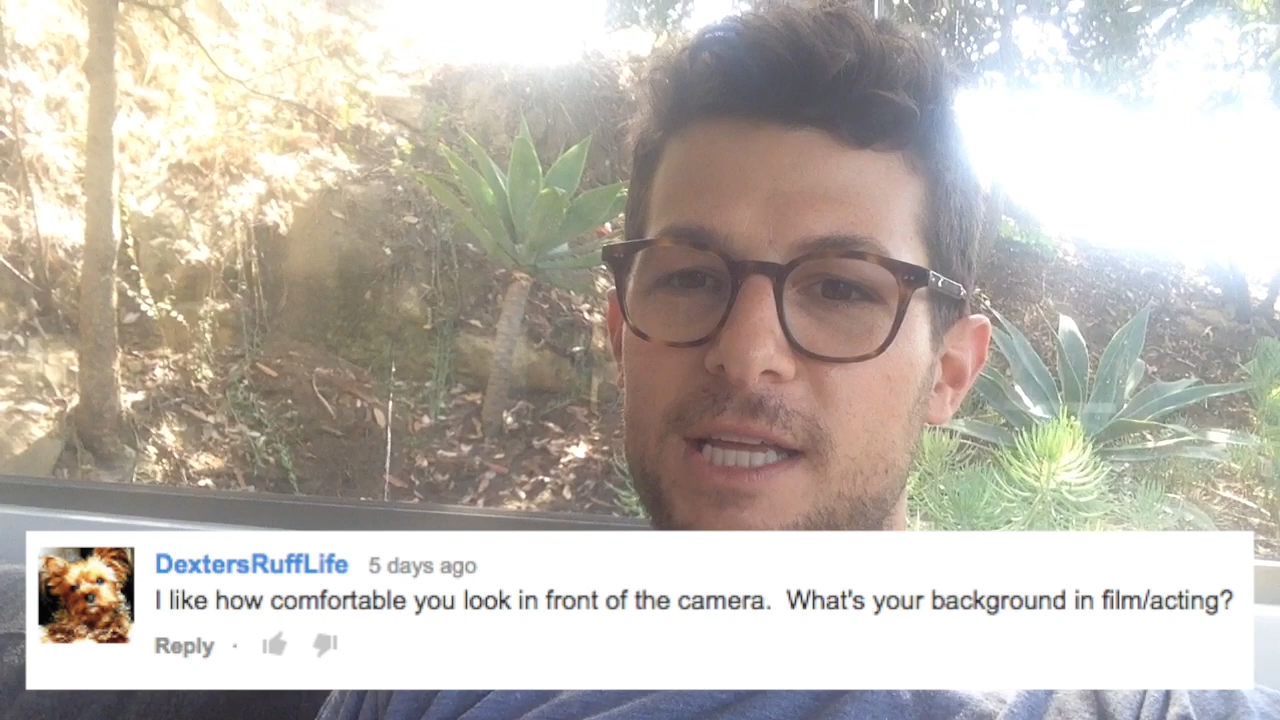 DextersRuffLife 5 days ago
I like how comfortable you look in front of the camera.  What's your background in film/acting?
Reply ·